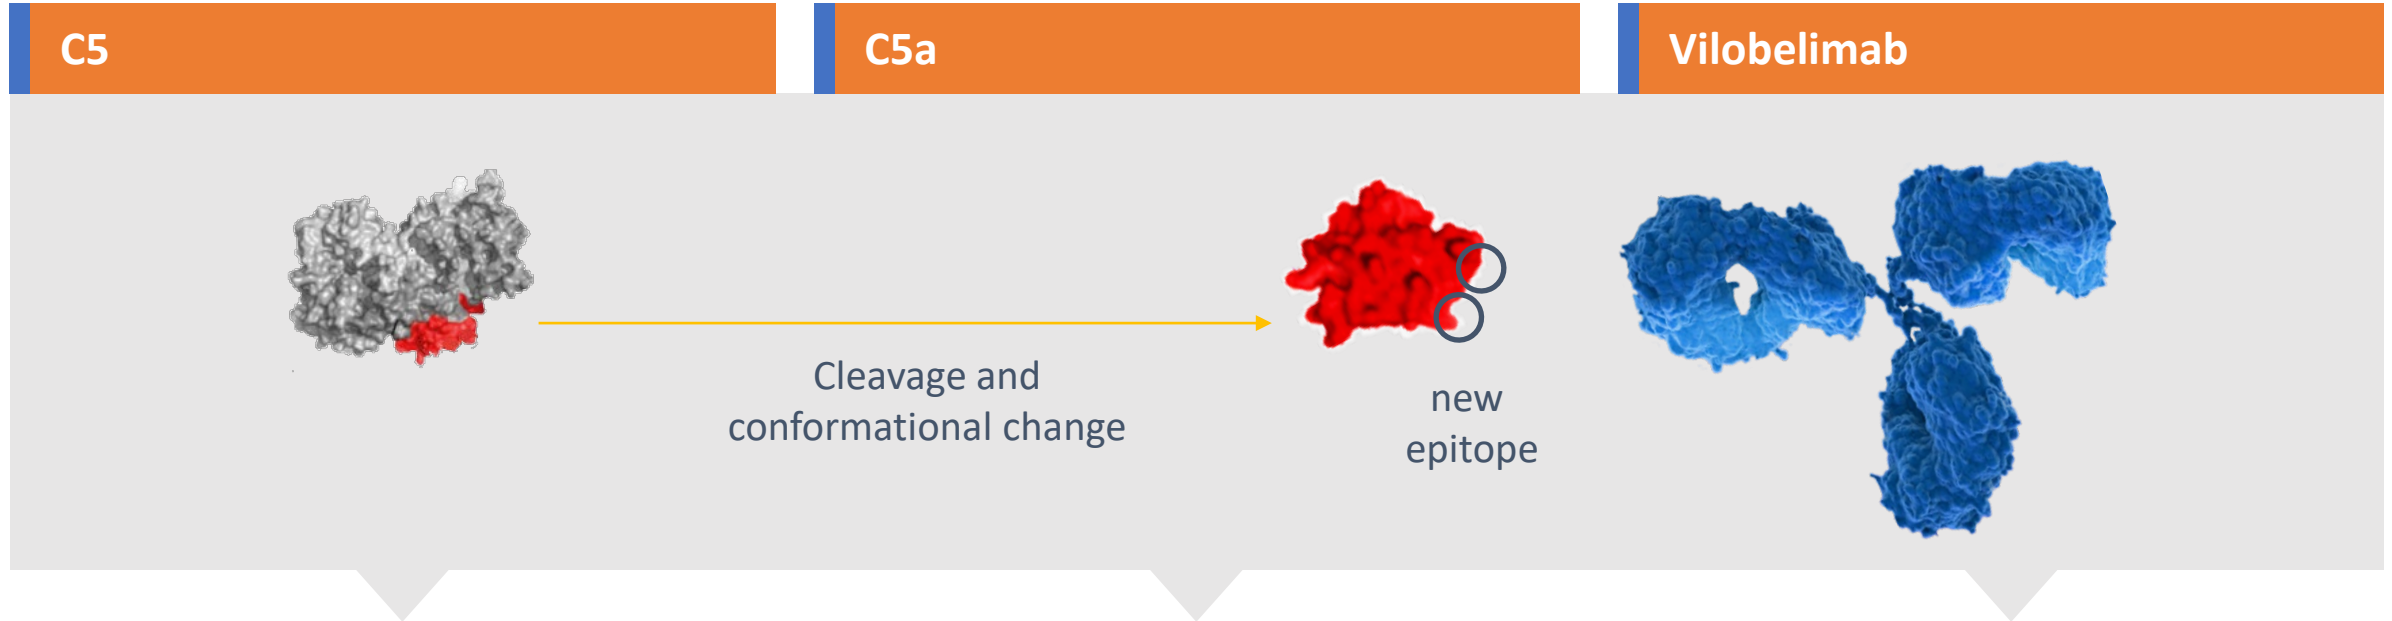 C5
C5a
Vilobelimab
Cleavage and
conformational change
new
epitope